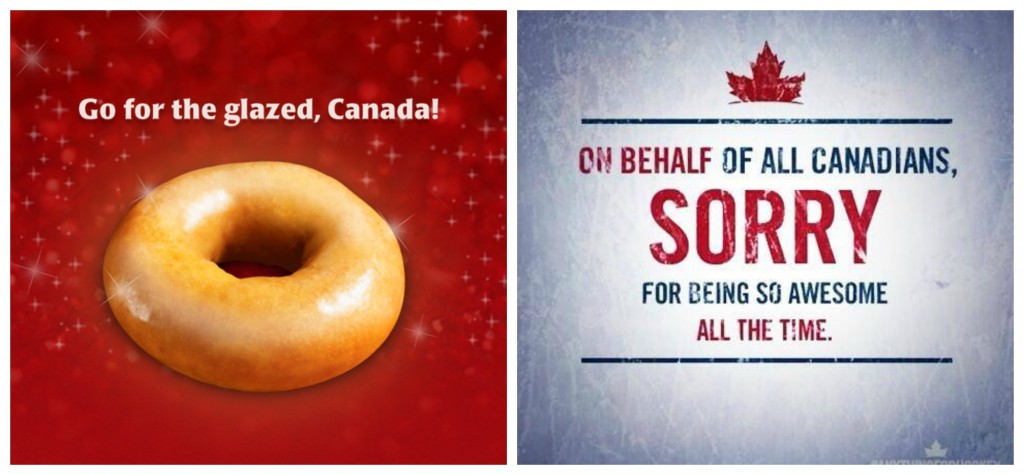 Go for the glazed, Canada!
ON BEHALF OF ALL CANADIANS,
SORRY
FOR BEING SO AWESOME
ALL THE TIME.